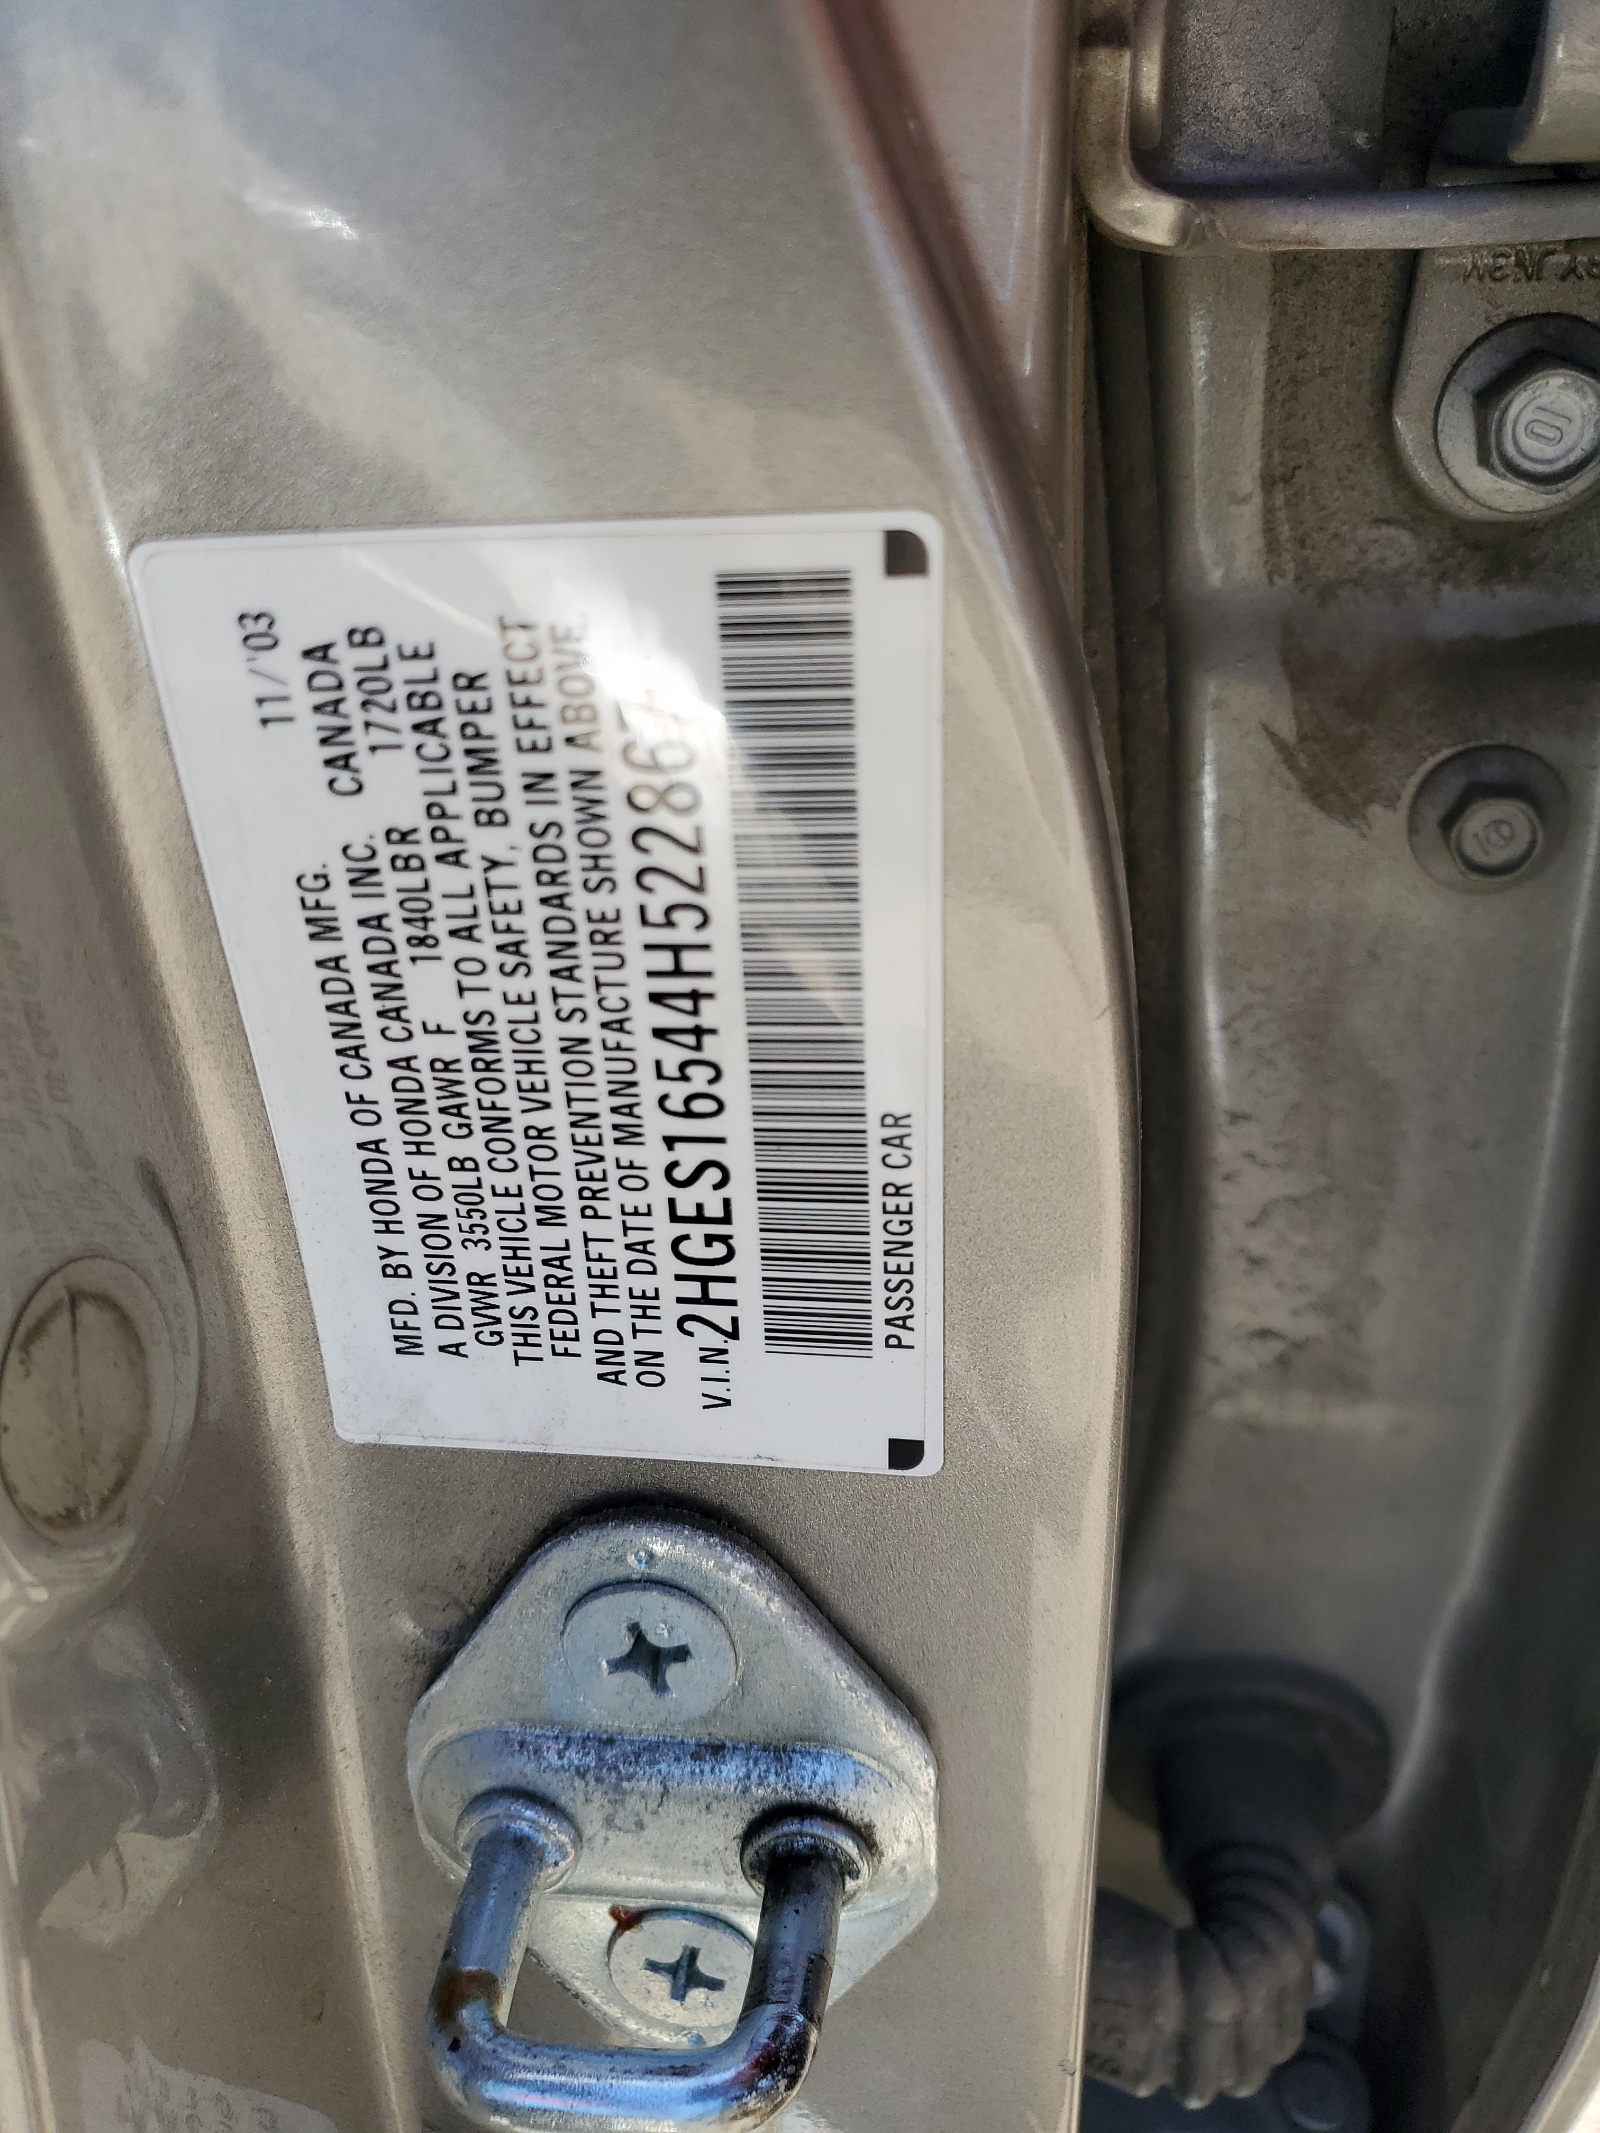 11/'03
MFD. BY HONDA OF CANADA MFG. CANADA
A DIVISION OF HONDA CANADA INC.
GVWR 3550LB GAWR F 1840LBR 1720LB
THIS VEHICLE CONFORMS TO ALL APPLICABLE
FEDERAL MOTOR VEHICLE SAFETY, BUMPER
AND THEFT PREVENTION STANDARDS IN EFFECT
ON THE DATE OF MANUFACTURE SHOWN ABOVE.
V.I.N. 2HGES16544H522867
PASSENGER CAR